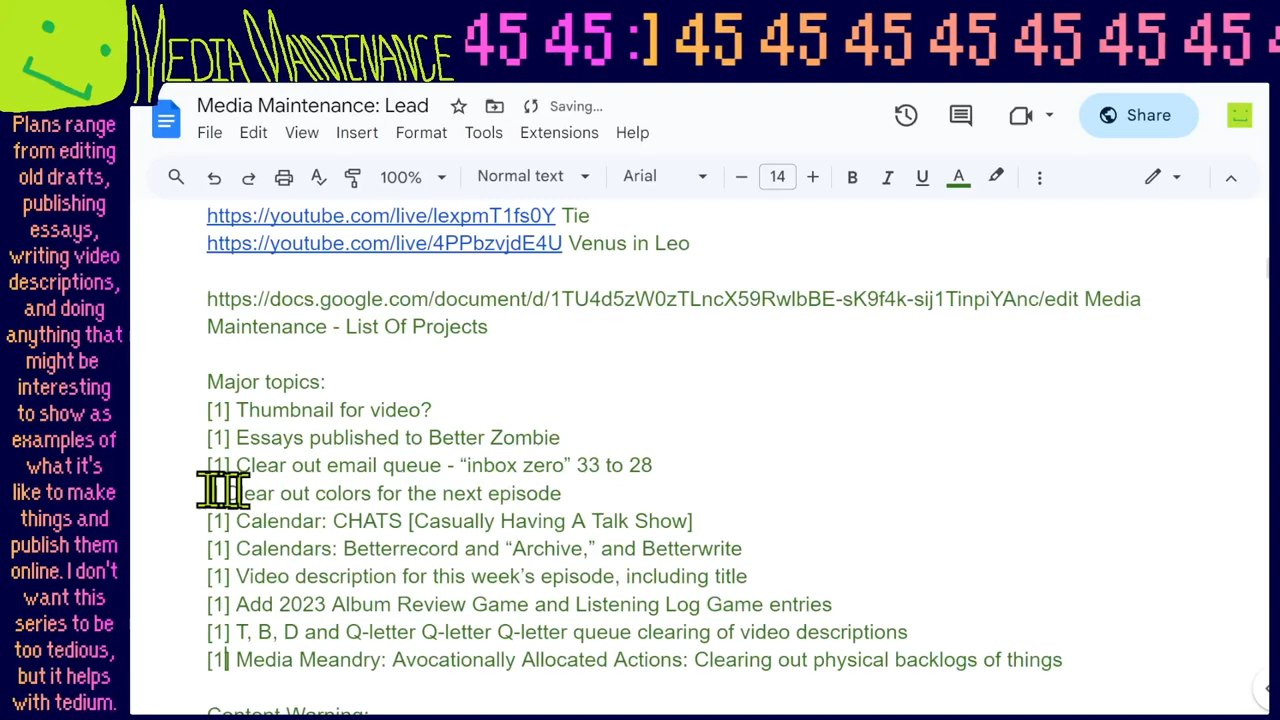 MEDIA MAINTENANCE
45 45 :] 45 45 45 45 45 45 45
Plans range
from editing
old drafts,
publishing
essays,
writing video
descriptions,
and doing
anything that
might be
interesting
to show as
examples of
what it's
like to make
things and
publish them
online. I don't
want this
series to be
too tedious,
but it helps
with tedium.
Media Maintenance: Lead
Saving...
File Edit View Insert Format Tools Extensions Help
Share
100% Normal text Arial 14 B I U A
https://youtube.com/live/IexpmT1fs0Y Tie
https://youtube.com/live/4PPbzvjdE4U Venus in Leo
https://docs.google.com/document/d/1TU4d5zW0zTLncX59RwIbBE-sK9f4k-sij1TinpiYAnc/edit Media
Maintenance - List Of Projects
Major topics:
[1] Thumbnail for video?
[1] Essays published to Better Zombie
[1] Clear out email queue - “inbox zero” 33 to 28
ear out colors for the next episode
[1] Calendar: CHATS [Casually Having A Talk Show]
[1] Calendars: Betterrecord and “Archive,” and Betterwrite
[1] Video description for this week’s episode, including title
[1] Add 2023 Album Review Game and Listening Log Game entries
[1] T, B, D and Q-letter Q-letter Q-letter queue clearing of video descriptions
[1] Media Meandry: Avocationally Allocated Actions: Clearing out physical backlogs of things
Content Warning: